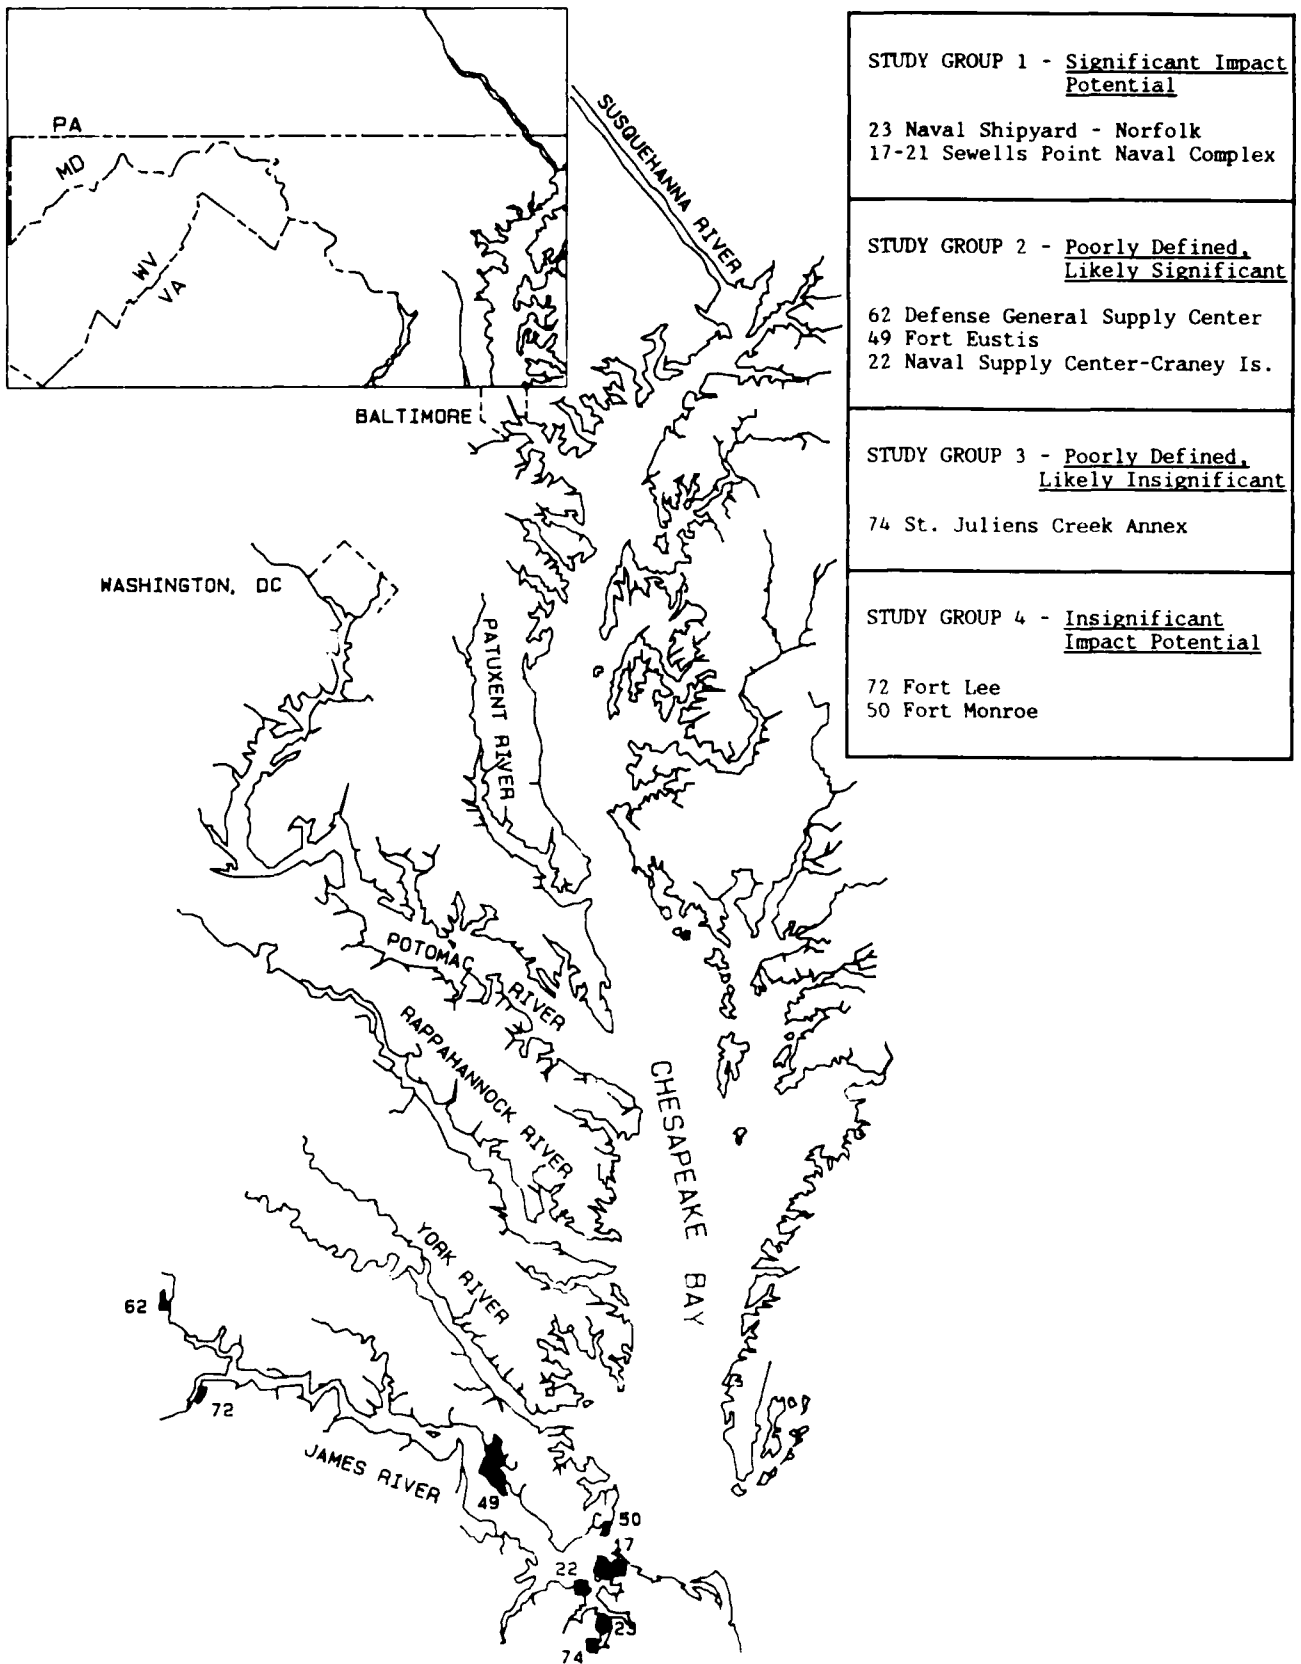 PA
MD
WV
VA
SUSQUEHANNA RIVER
BALTIMORE
WASHINGTON, DC
PATUXENT RIVER
POTOMAC RIVER
RAPPAHANNOCK RIVER
CHESAPEAKE BAY
YORK RIVER
62
72
JAMES RIVER
49
50
17
22
23
74
STUDY GROUP 1 - Significant Impact
Potential
23 Naval Shipyard - Norfolk
17-21 Sewells Point Naval Complex
STUDY GROUP 2 - Poorly Defined,
Likely Significant
62 Defense General Supply Center
49 Fort Eustis
22 Naval Supply Center-Craney Is.
STUDY GROUP 3 - Poorly Defined,
Likely Insignificant
74 St. Juliens Creek Annex
STUDY GROUP 4 - Insignificant
Impact Potential
72 Fort Lee
50 Fort Monroe